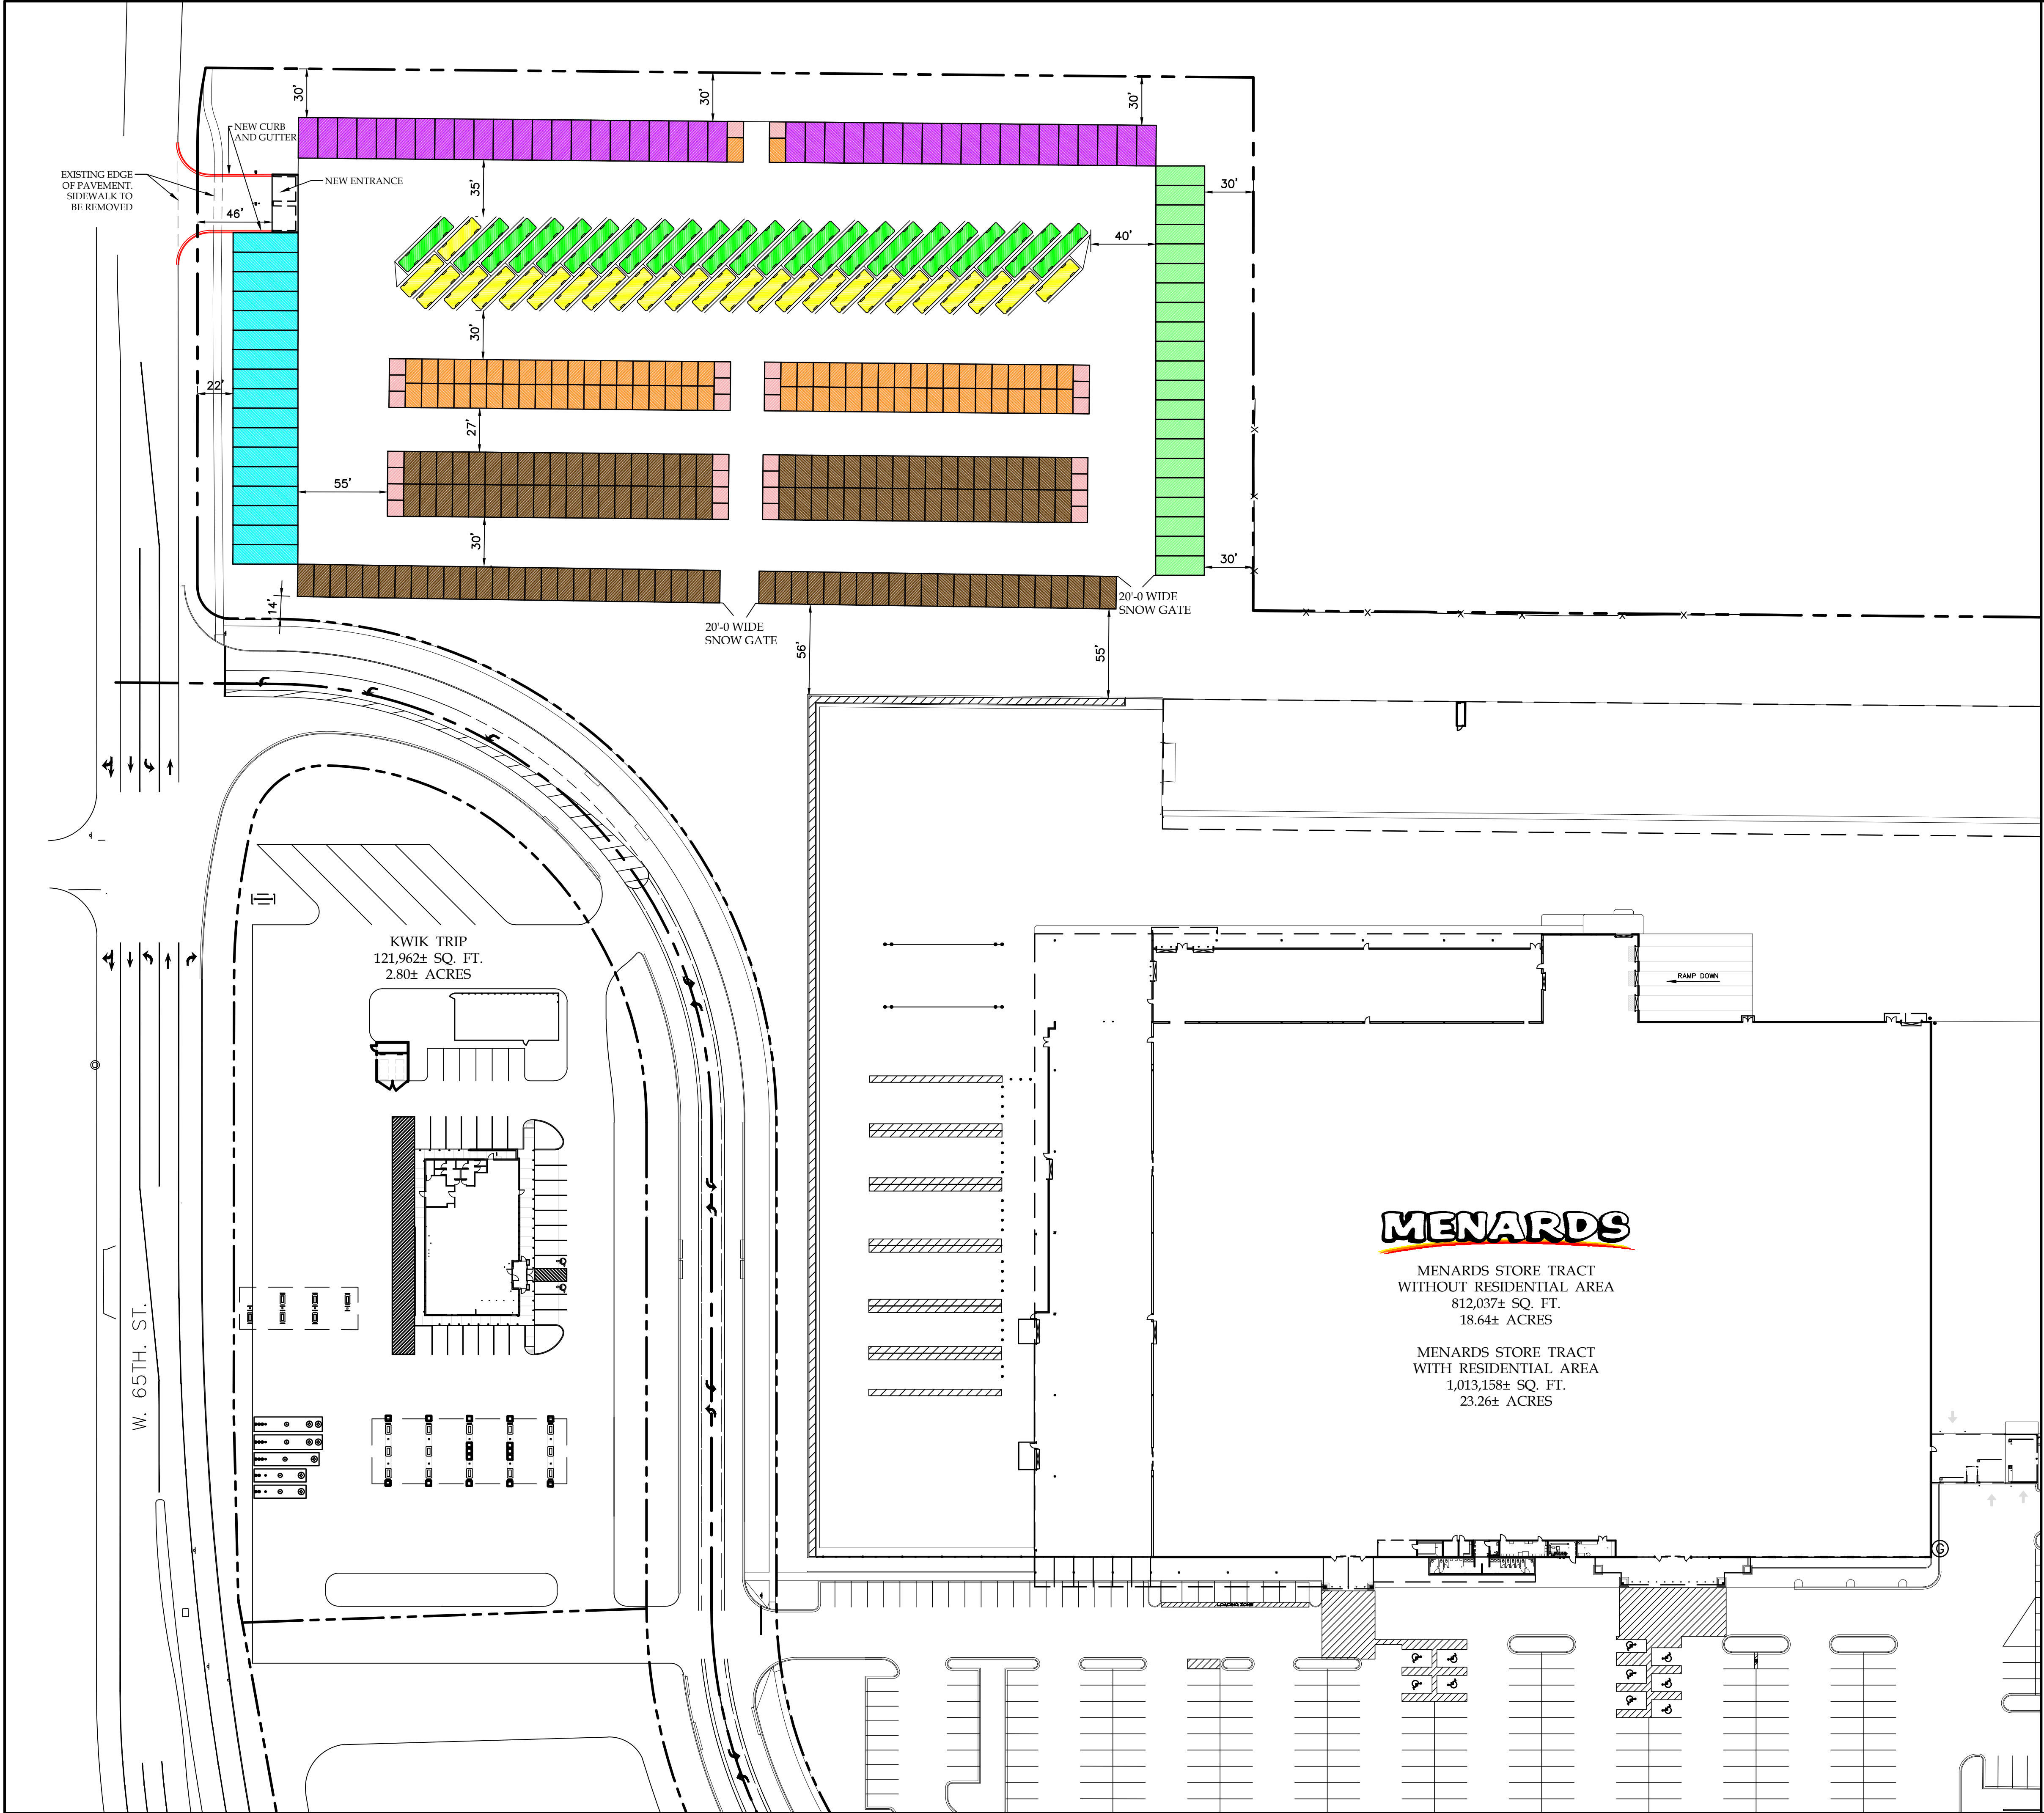 30'
30'
30'
NEW CURB
AND GUTTER
EXISTING EDGE
OF PAVEMENT.
SIDEWALK TO
BE REMOVED
NEW ENTRANCE
46'
35'
30'
40'
30'
22'
27'
55'
30'
30'
14'
20'-0 WIDE
SNOW GATE
20'-0 WIDE
SNOW GATE
56'
55'
KWIK TRIP
121,962± SQ. FT.
2.80± ACRES
RAMP DOWN
MENARDS
MENARDS STORE TRACT
WITHOUT RESIDENTIAL AREA
812,037± SQ. FT.
18.64± ACRES
MENARDS STORE TRACT
WITH RESIDENTIAL AREA
1,013,158± SQ. FT.
23.26± ACRES
W. 65TH. ST.
G
LOADING ZONE